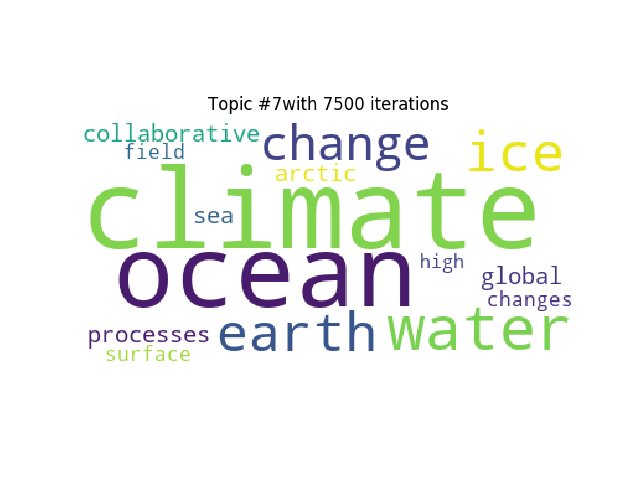 Topic #7with 7500 iterations
collaborative
change
ice
field
arctic
climate
sea
ocean
high
global
changes
earth
water
processes
surface